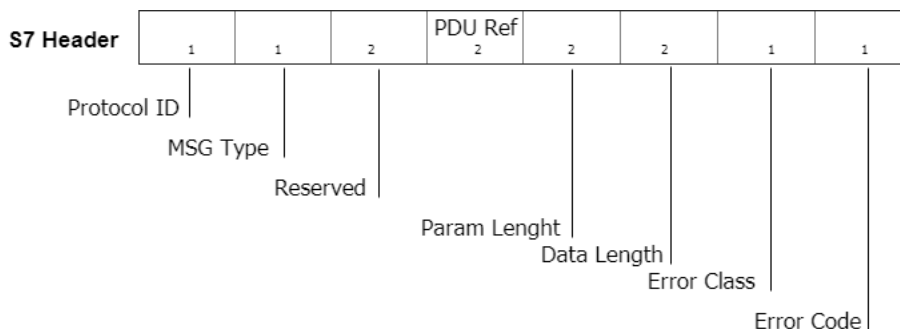 PDU Ref
S7 Header
1 1 2 2 2 2 1 1
Protocol ID
MSG Type
Reserved
Param Lenght
Data Length
Error Class
Error Code